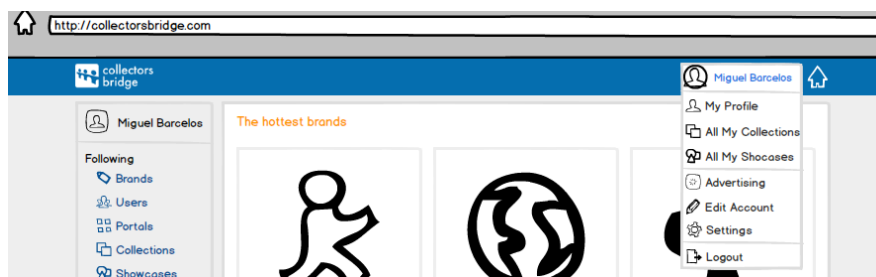 http://collectorsbridge.com
collectors
bridge
Miguel Barcelos
My Profile
All My Collections
All My Shocases
Advertising
Edit Account
Settings
Logout
Miguel Barcelos
Following
Brands
Users
Portals
Collections
Showcases
The hottest brands